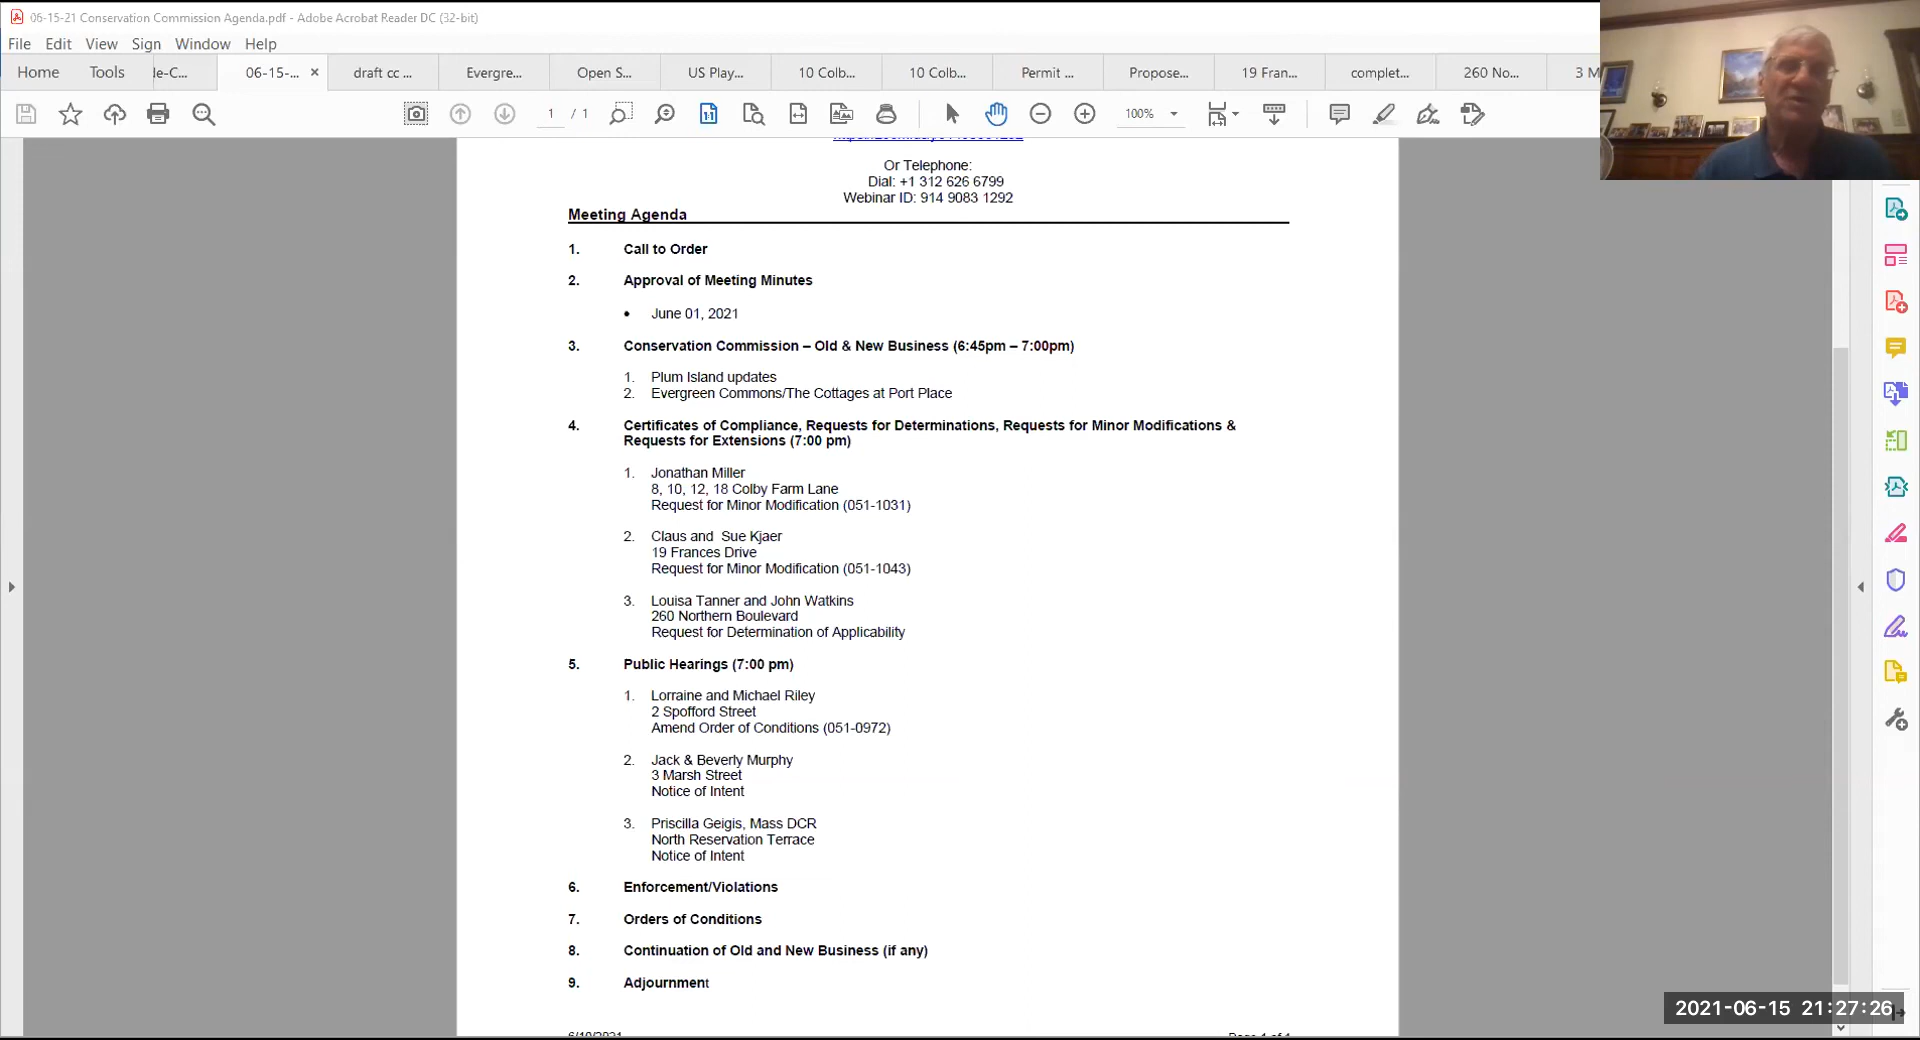 06-15-21 Conservation Commission Agenda.pdf - Adobe Acrobat Reader DC (32-bit)
File Edit View Sign Window Help
Home Tools le-C... 06-15-... × draft cc ... Evergre... Open S... US Play... 10 Colb... 10 Colb... Permit ... Propose... 19 Fran... complet... 260 No... 3 M
1 / 1 100%
Or Telephone:
Dial: +1 312 626 6799
Webinar ID: 914 9083 1292
Meeting Agenda
1. Call to Order
2. Approval of Meeting Minutes
• June 01, 2021
3. Conservation Commission – Old & New Business (6:45pm – 7:00pm)
1. Plum Island updates
2. Evergreen Commons/The Cottages at Port Place
4. Certificates of Compliance, Requests for Determinations, Requests for Minor Modifications &
Requests for Extensions (7:00 pm)
1. Jonathan Miller
8, 10, 12, 18 Colby Farm Lane
Request for Minor Modification (051-1031)
2. Claus and Sue Kjaer
19 Frances Drive
Request for Minor Modification (051-1043)
3. Louisa Tanner and John Watkins
260 Northern Boulevard
Request for Determination of Applicability
5. Public Hearings (7:00 pm)
1. Lorraine and Michael Riley
2 Spofford Street
Amend Order of Conditions (051-0972)
2. Jack & Beverly Murphy
3 Marsh Street
Notice of Intent
3. Priscilla Geigis, Mass DCR
North Reservation Terrace
Notice of Intent
6. Enforcement/Violations
7. Orders of Conditions
8. Continuation of Old and New Business (if any)
9. Adjournment
2021-06-15 21:27:26